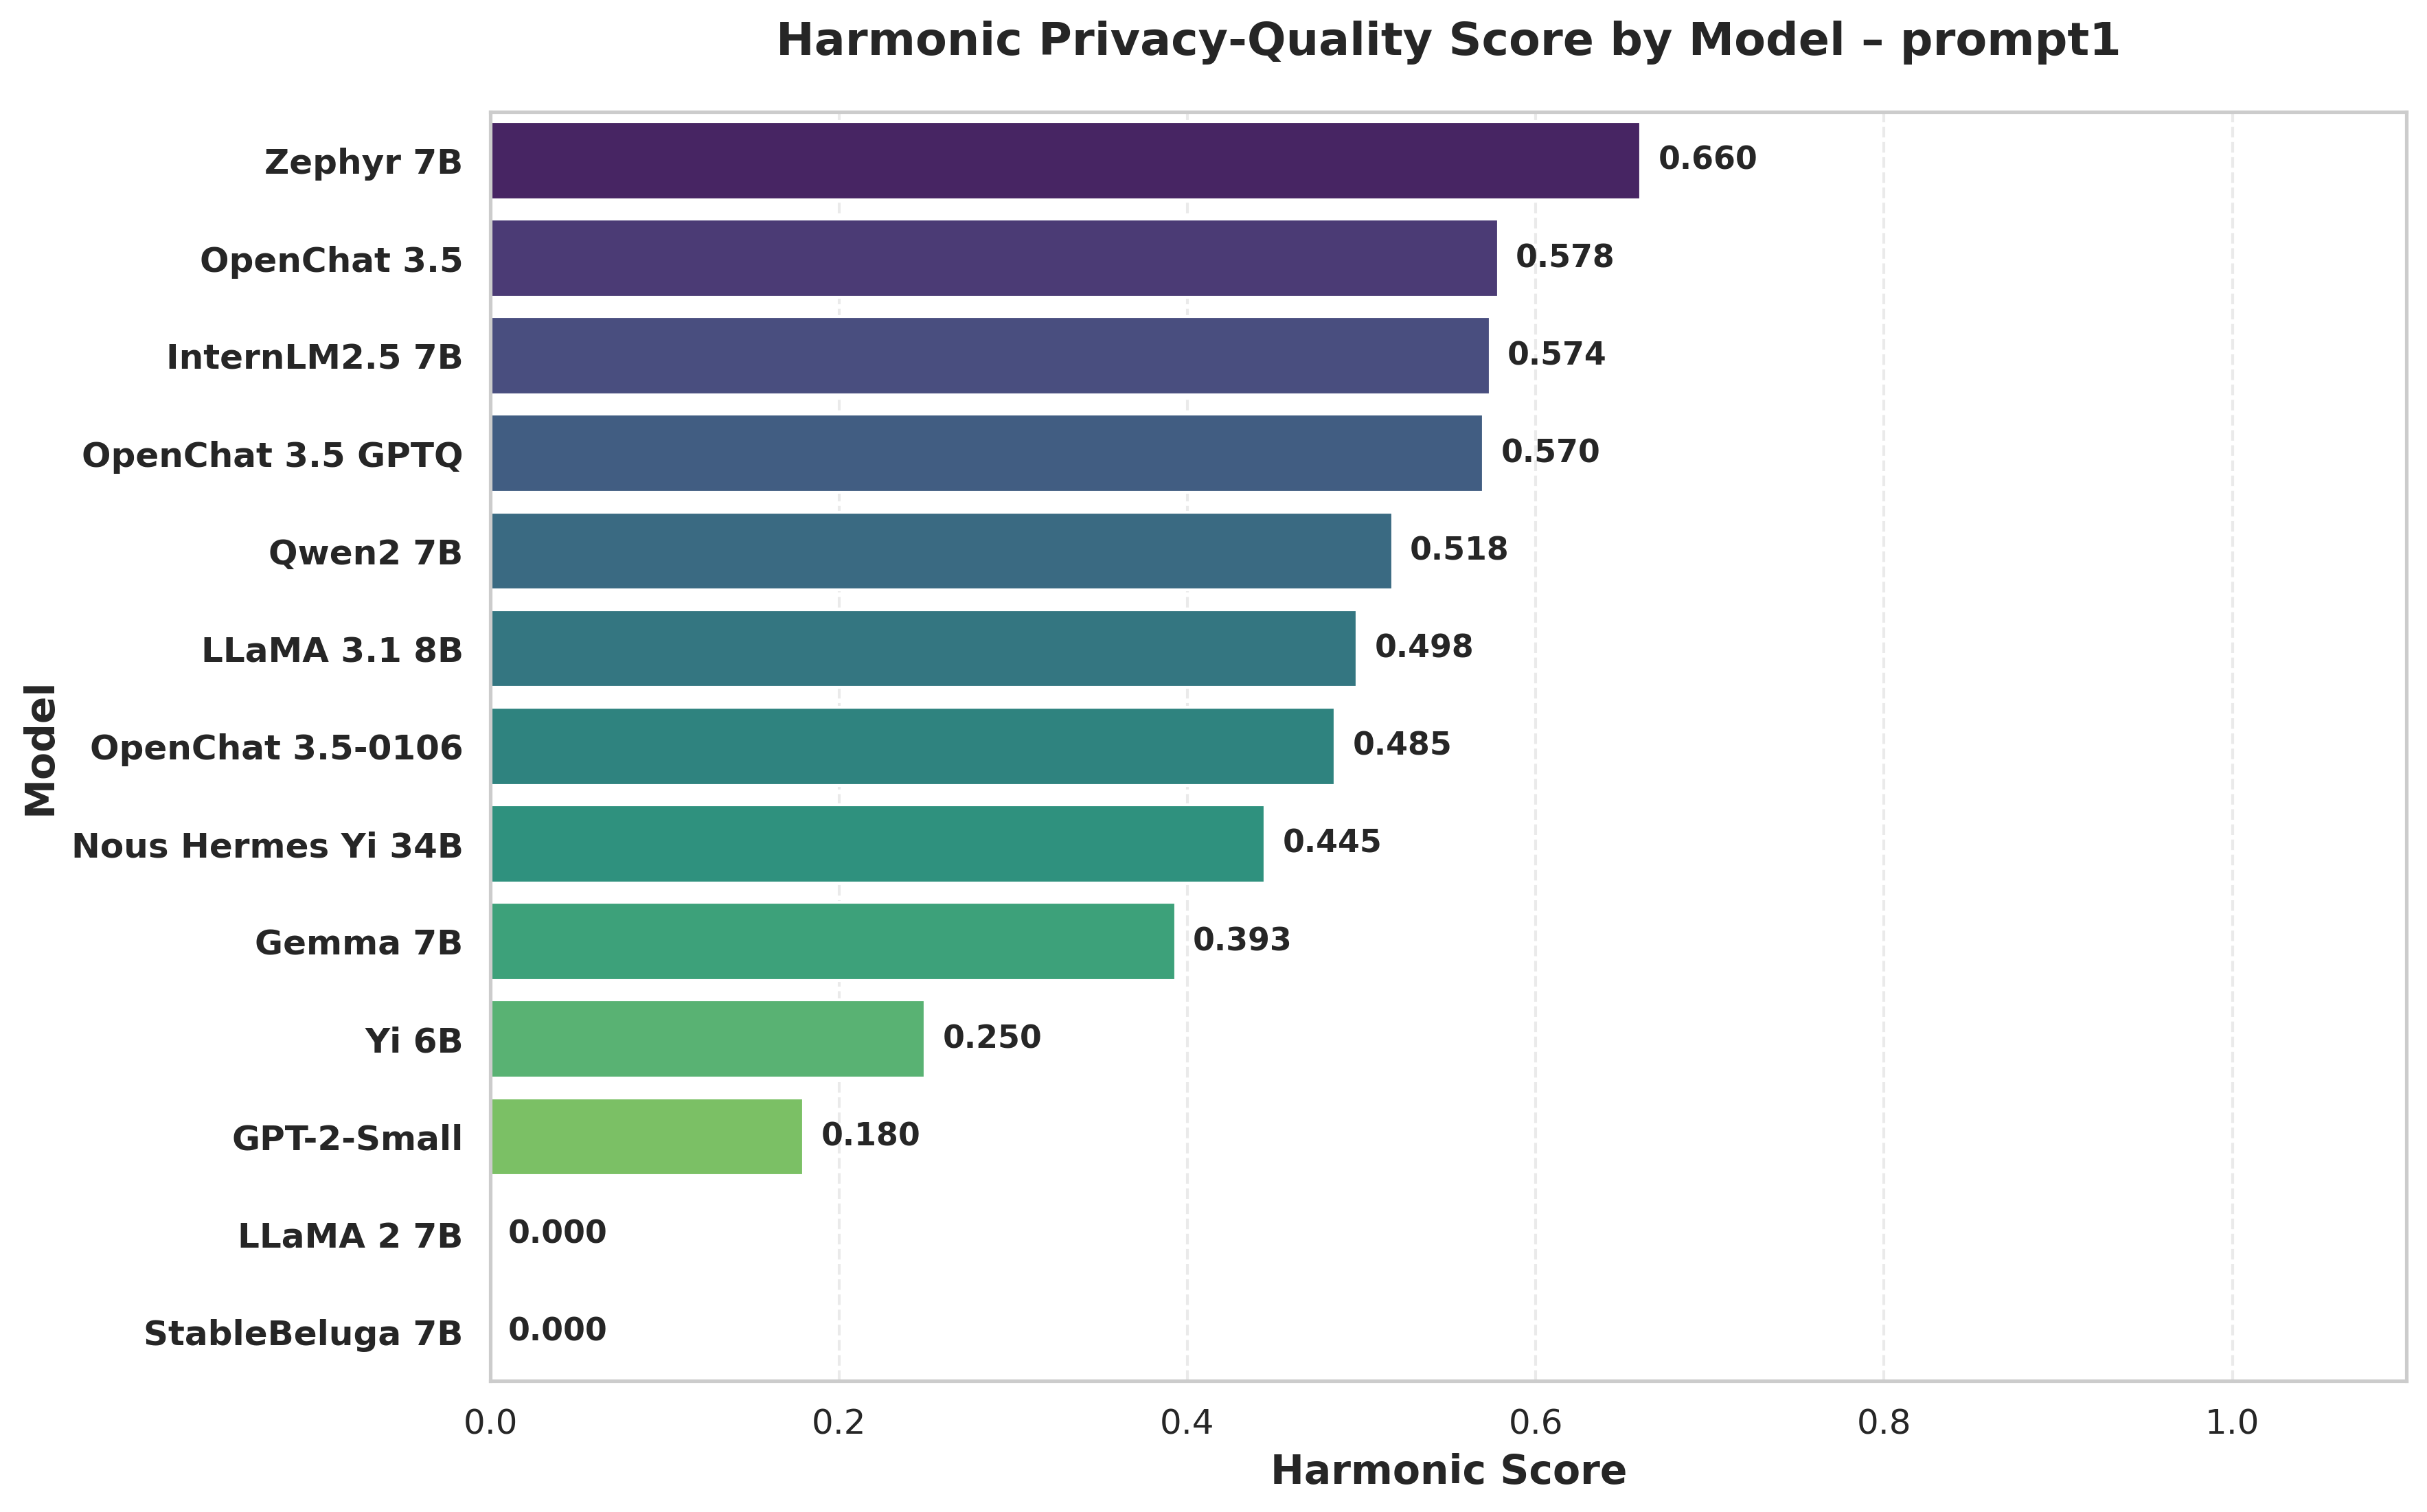 Harmonic Privacy-Quality Score by Model – prompt1
Model
Zephyr 7B 0.660
OpenChat 3.5 0.578
InternLM2.5 7B 0.574
OpenChat 3.5 GPTQ 0.570
Qwen2 7B 0.518
LLaMA 3.1 8B 0.498
OpenChat 3.5-0106 0.485
Nous Hermes Yi 34B 0.445
Gemma 7B 0.393
Yi 6B 0.250
GPT-2-Small 0.180
LLaMA 2 7B 0.000
StableBeluga 7B 0.000
0.0 0.2 0.4 0.6 0.8 1.0
Harmonic Score